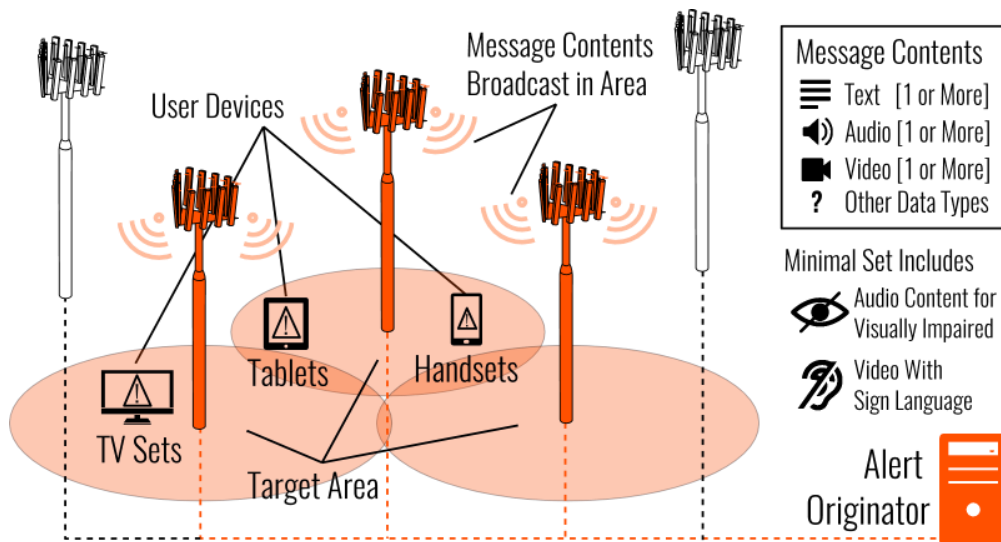 Message Contents
Broadcast in Area
User Devices
Message Contents
Text [1 or More]
Audio [1 or More]
Video [1 or More]
? Other Data Types
Minimal Set Includes
Audio Content for
Visually Impaired
Video With
Sign Language
Tablets
Handsets
TV Sets
Target Area
Alert
Originator